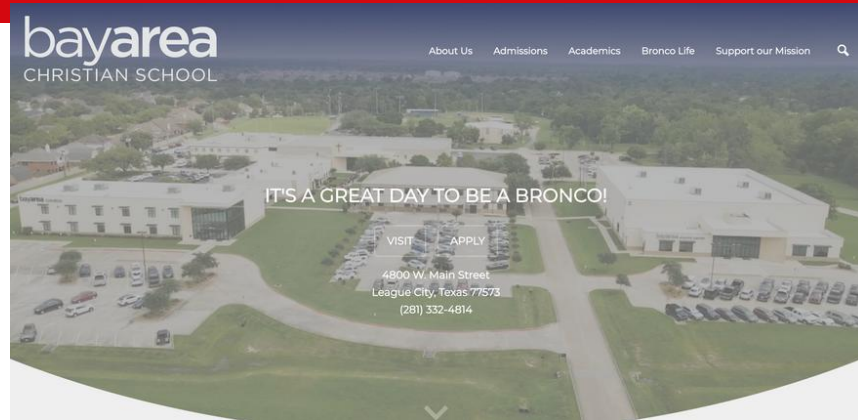 bayarea
CHRISTIAN SCHOOL
About Us Admissions Academics Bronco Life Support our Mission
IT'S A GREAT DAY TO BE A BRONCO!
VISIT APPLY
4800 W. Main Street
League City, Texas 77573
(281) 332-4814